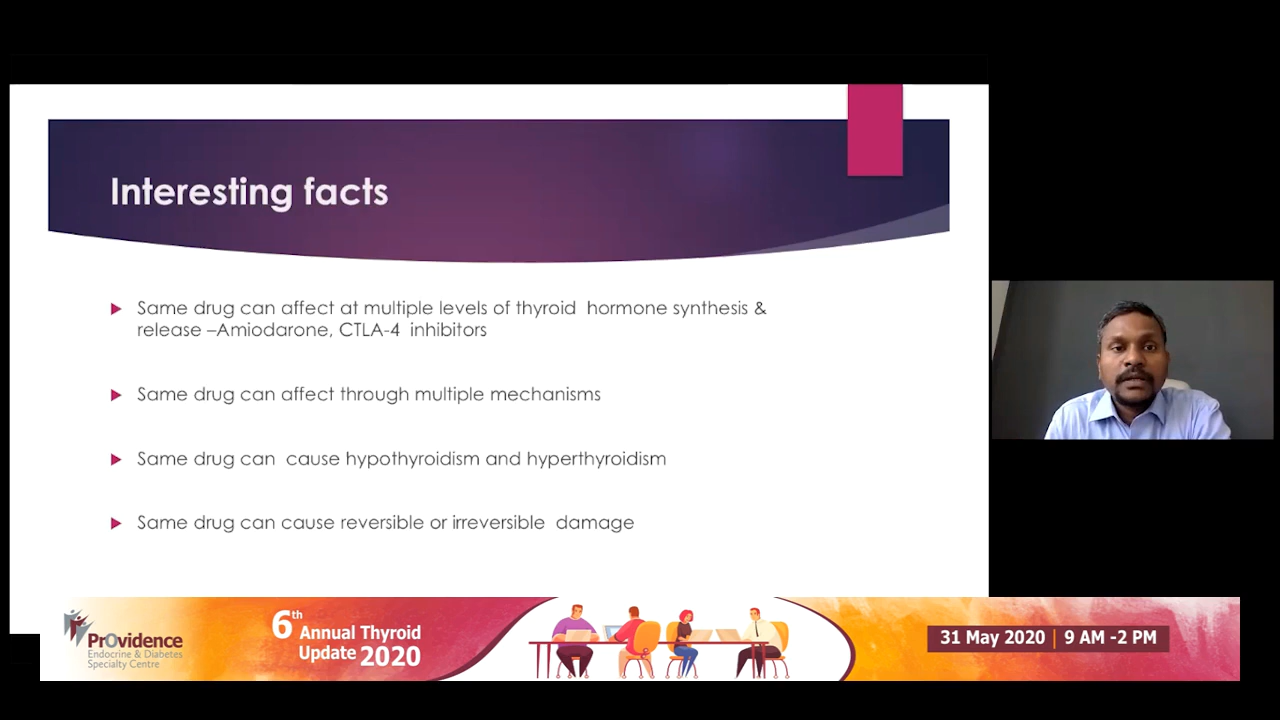 Interesting facts
Same drug can affect at multiple levels of thyroid hormone synthesis &
release –Amiodarone, CTLA-4 inhibitors
Same drug can affect through multiple mechanisms
Same drug can cause hypothyroidism and hyperthyroidism
Same drug can cause reversible or irreversible damage
PrOvidence
Endocrine & Diabetes
Specialty Centre
6th
Annual Thyroid
Update 2020
31 May 2020 | 9 AM -2 PM